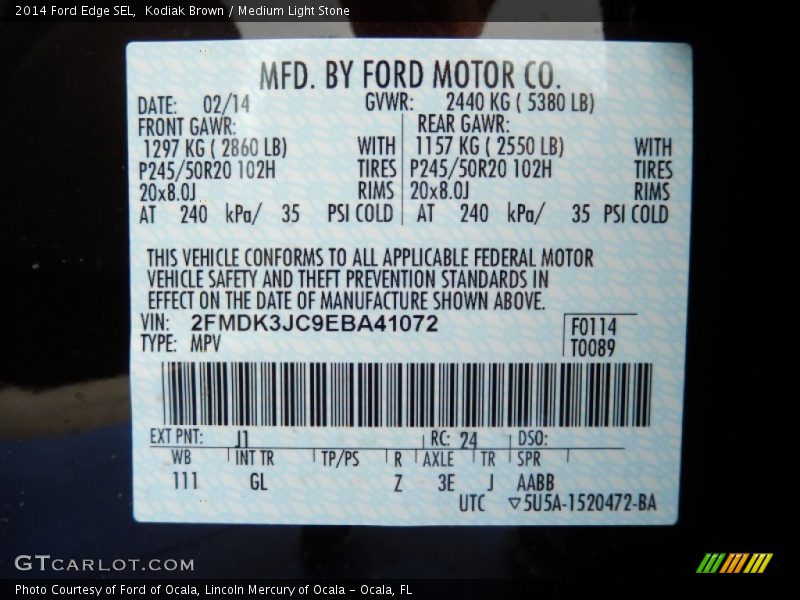 2014 Ford Edge SEL,  Kodiak Brown / Medium Light Stone
MFD. BY FORD MOTOR CO.
DATE: 02/14 GVWR: 2440 KG ( 5380 LB)
FRONT GAWR: REAR GAWR:
1297 KG ( 2860 LB) WITH 1157 KG ( 2550 LB) WITH
P245/50R20 102H TIRES P245/50R20 102H TIRES
20x8.0J RIMS 20x8.0J RIMS
AT 240 kPa/ 35 PSI COLD AT 240 kPa/ 35 PSI COLD
THIS VEHICLE CONFORMS TO ALL APPLICABLE FEDERAL MOTOR
VEHICLE SAFETY AND THEFT PREVENTION STANDARDS IN
EFFECT ON THE DATE OF MANUFACTURE SHOWN ABOVE.
VIN: 2FMDK3JC9EBA41072 F0114
TYPE: MPV T0089
EXT PNT: J1 RC: 24 DSO:
WB INT TR TP/PS R AXLE TR SPR
111 GL Z 3E J AABB
UTC ▽5U5A-1520472-BA
GTCARLOT.COM
Photo Courtesy of Ford of Ocala, Lincoln Mercury of Ocala - Ocala, FL